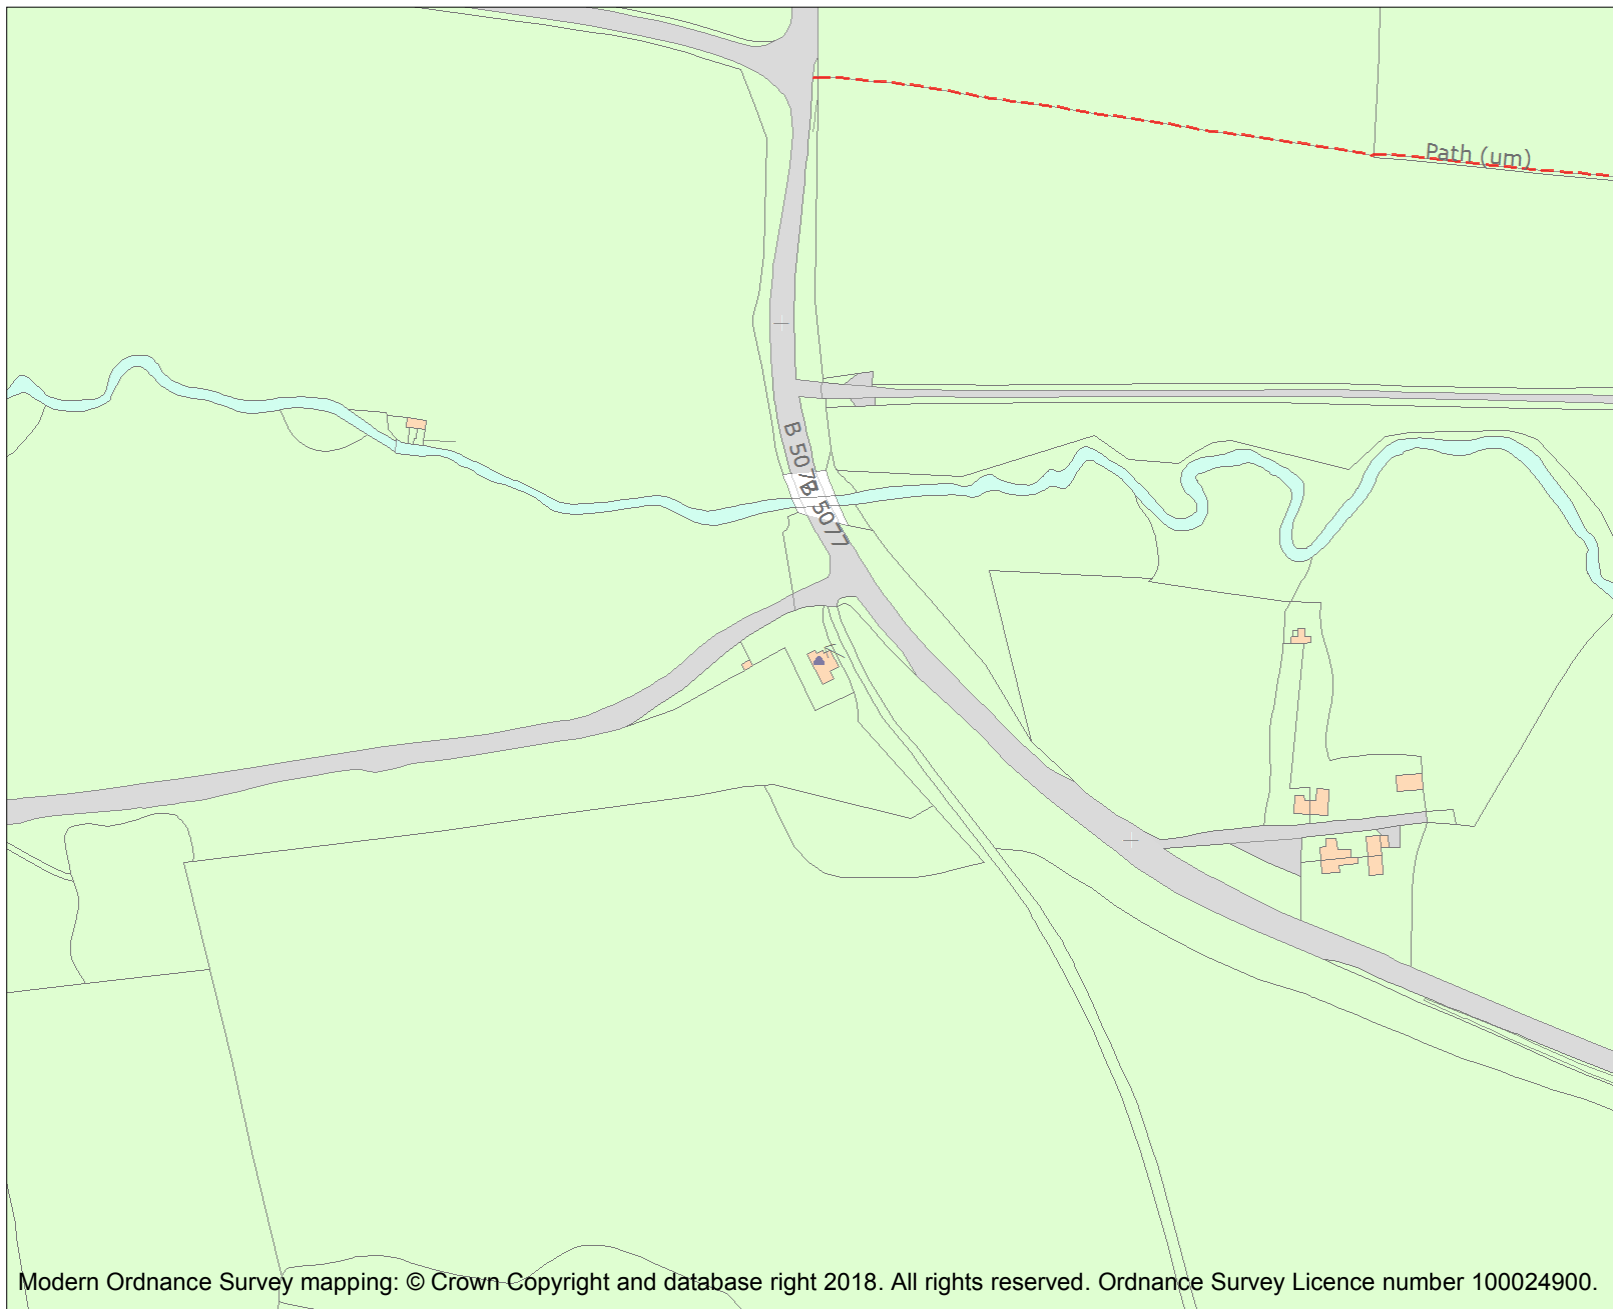 Path (um)
B 5077
B 5077
Modern Ordnance Survey mapping: © Crown Copyright and database right 2018. All rights reserved. Ordnance Survey Licence number 100024900.